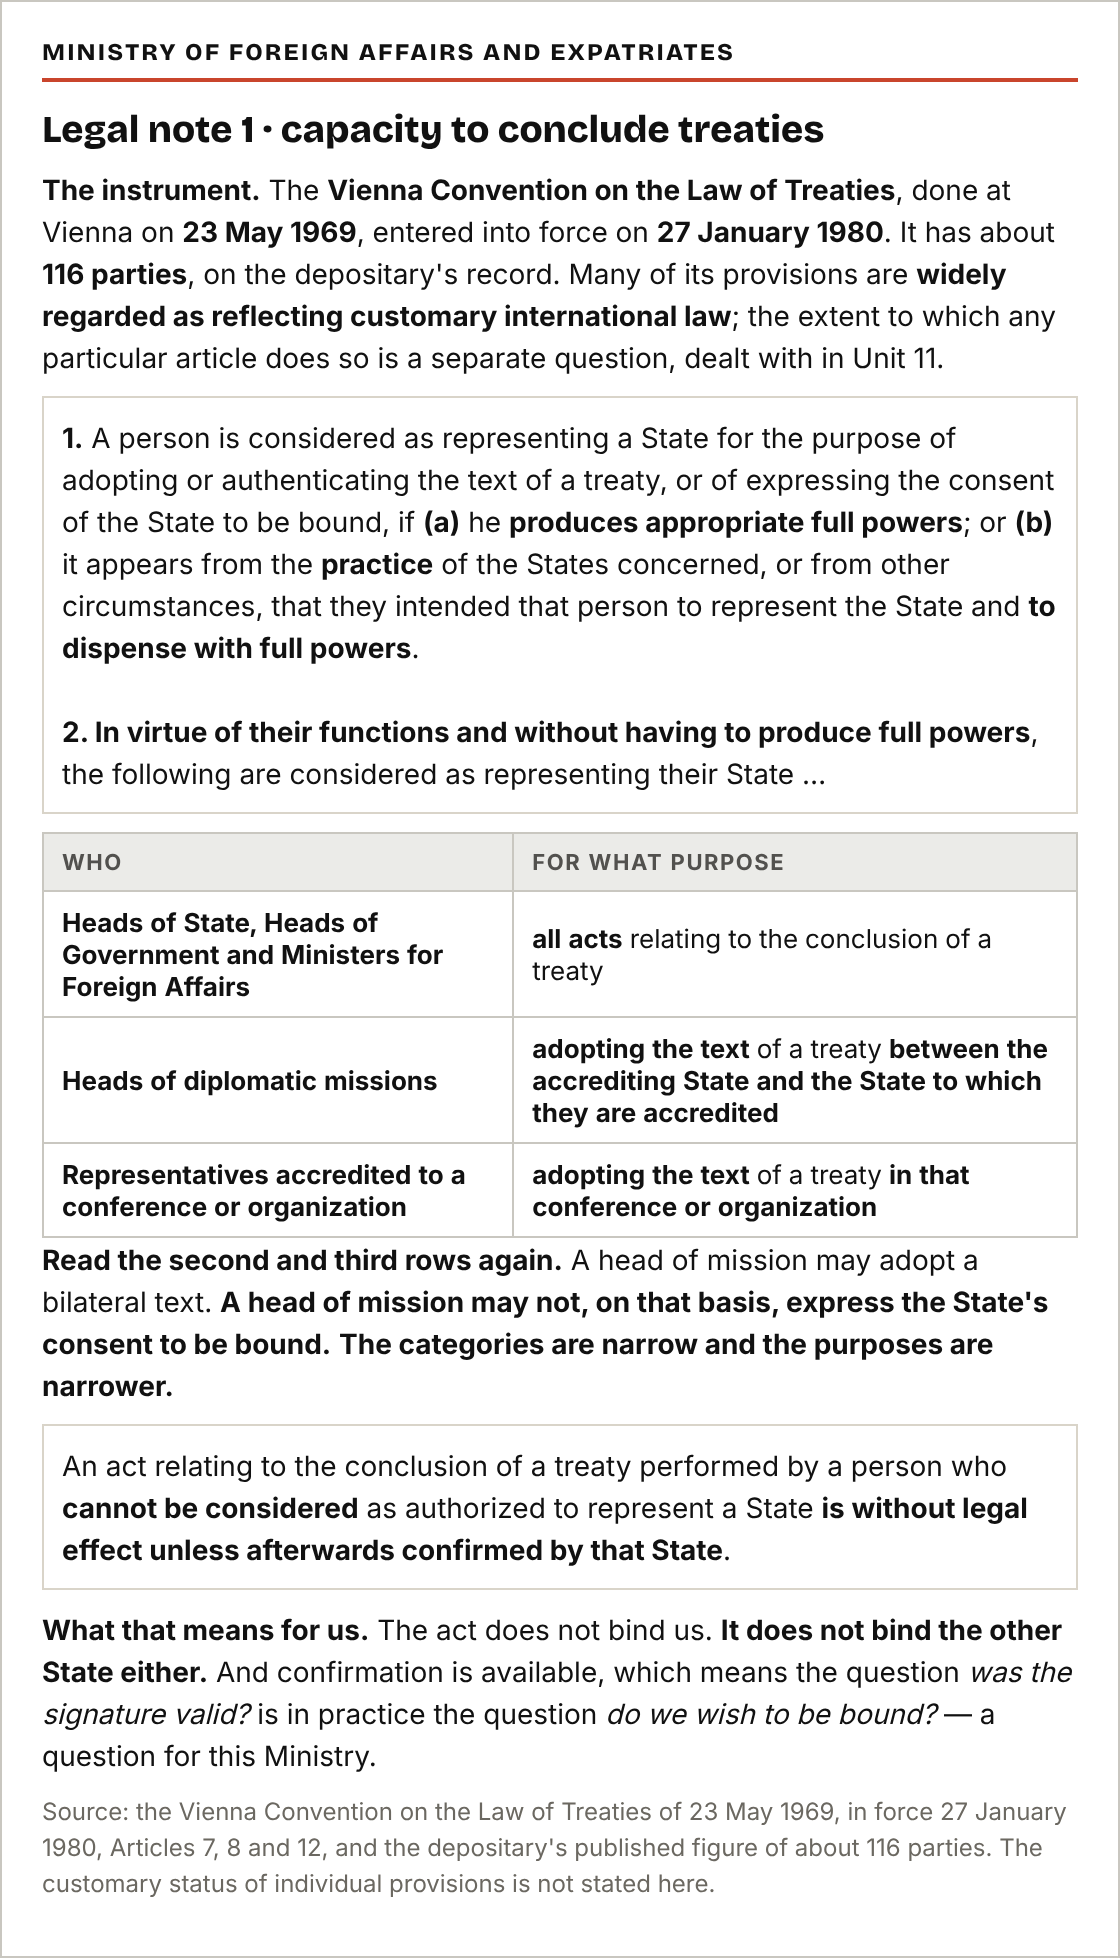 MINISTRY OF FOREIGN AFFAIRS AND EXPATRIATES
Legal note 1 · capacity to conclude treaties
The instrument. The Vienna Convention on the Law of Treaties, done at
Vienna on 23 May 1969, entered into force on 27 January 1980. It has about
116 parties, on the depositary's record. Many of its provisions are widely
regarded as reflecting customary international law; the extent to which any
particular article does so is a separate question, dealt with in Unit 11.
1. A person is considered as representing a State for the purpose of
adopting or authenticating the text of a treaty, or of expressing the consent
of the State to be bound, if (a) he produces appropriate full powers; or (b)
it appears from the practice of the States concerned, or from other
circumstances, that they intended that person to represent the State and to
dispense with full powers.
2. In virtue of their functions and without having to produce full powers,
the following are considered as representing their State ...
WHO
FOR WHAT PURPOSE
Heads of State, Heads of
Government and Ministers for
Foreign Affairs
all acts relating to the conclusion of a
treaty
Heads of diplomatic missions
adopting the text of a treaty between the
accrediting State and the State to which
they are accredited
Representatives accredited to a
conference or organization
adopting the text of a treaty in that
conference or organization
Read the second and third rows again. A head of mission may adopt a
bilateral text. A head of mission may not, on that basis, express the State's
consent to be bound. The categories are narrow and the purposes are
narrower.
An act relating to the conclusion of a treaty performed by a person who
cannot be considered as authorized to represent a State is without legal
effect unless afterwards confirmed by that State.
What that means for us. The act does not bind us. It does not bind the other
State either. And confirmation is available, which means the question was the
signature valid? is in practice the question do we wish to be bound? — a
question for this Ministry.
Source: the Vienna Convention on the Law of Treaties of 23 May 1969, in force 27 January
1980, Articles 7, 8 and 12, and the depositary's published figure of about 116 parties. The
customary status of individual provisions is not stated here.